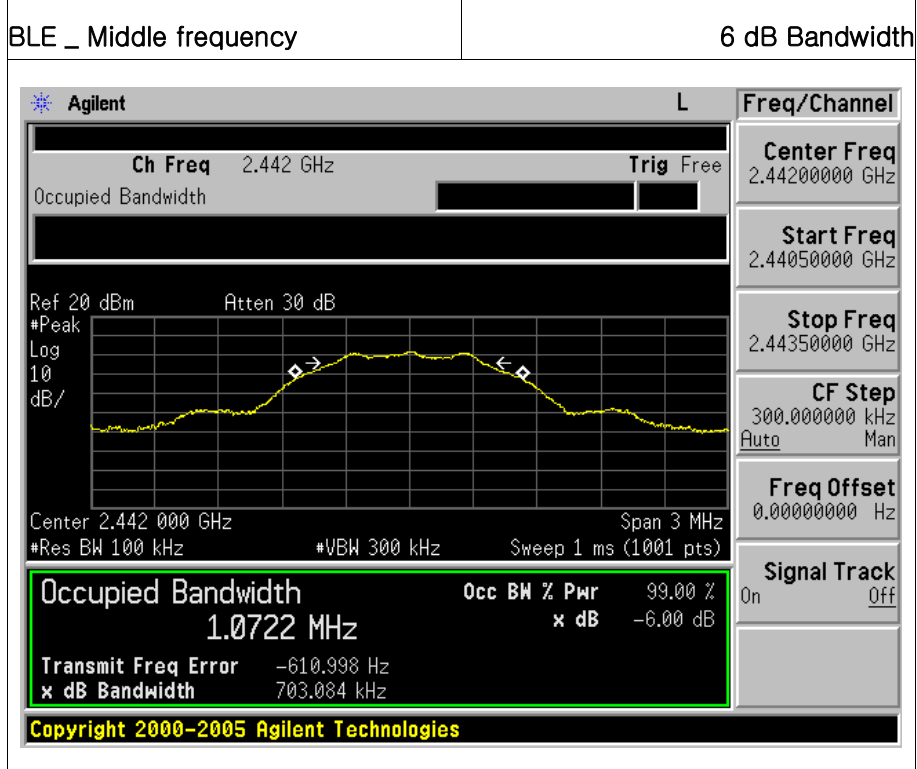 BLE _ Middle frequency 6 dB Bandwidth
Agilent L Freq/Channel
Ch Freq 2.442 GHz Trig Free
Occupied Bandwidth
Center Freq
2.44200000 GHz
Start Freq
2.44050000 GHz
Stop Freq
2.44350000 GHz
CF Step
300.000000 kHz
Auto Man
Freq Offset
0.00000000 Hz
Signal Track
On Off
Ref 20 dBm Atten 30 dB
#Peak
Log
10
dB/
Center 2.442 000 GHz Span 3 MHz
#Res BW 100 kHz #VBW 300 kHz Sweep 1 ms (1001 pts)
Occupied Bandwidth Occ BW % Pwr 99.00 %
1.0722 MHz x dB -6.00 dB
Transmit Freq Error -610.998 Hz
x dB Bandwidth 703.084 kHz
Copyright 2000-2005 Agilent Technologies